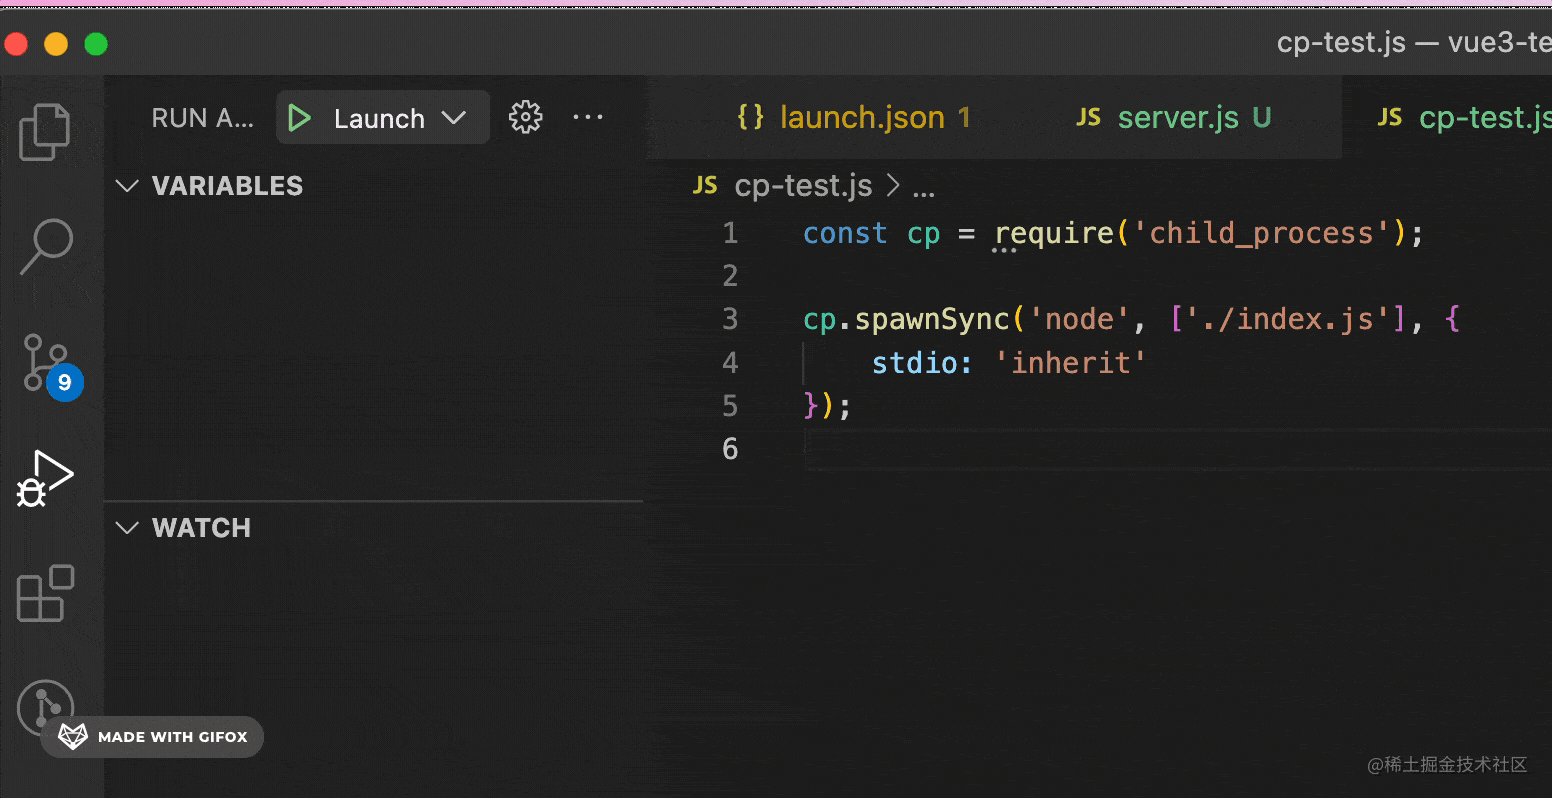 cp-test.js — vue3-te
RUN A... Launch
{} launch.json 1 JS server.js U JS cp-test.js
VARIABLES
JS cp-test.js > ...
1 const cp = require('child_process');
2
3 cp.spawnSync('node', ['./index.js'], {
4 stdio: 'inherit'
5 });
6
9
WATCH
MADE WITH GIFOX
@稀土掘金技术社区